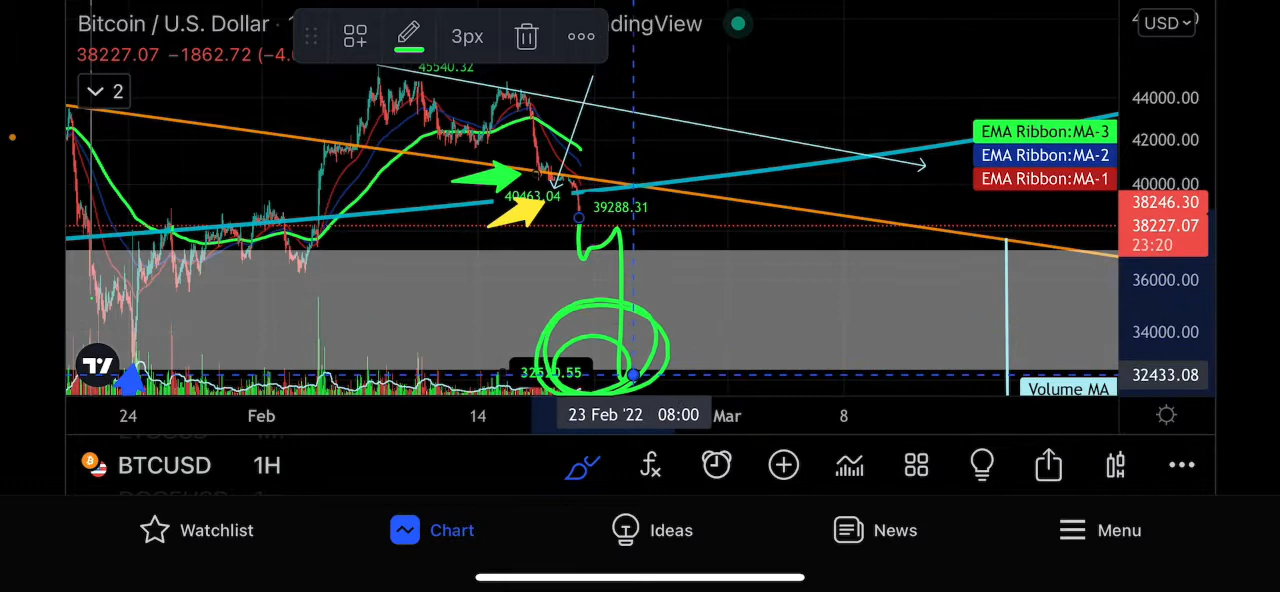 Bitcoin / U.S. Dollar · dingView
38227.07 −1862.72 (−4.
3px
USD
2
45540.32
44000.00
42000.00
EMA Ribbon:MA-3
EMA Ribbon:MA-2
EMA Ribbon:MA-1
40000.00
40463.04
39288.31
38246.30
38227.07
23:20
36000.00
34000.00
32433.08
Volume MA
24
Feb
14
23 Feb '22 08:00
Mar
8
BTCUSD 1H
Watchlist
Chart
Ideas
News
Menu